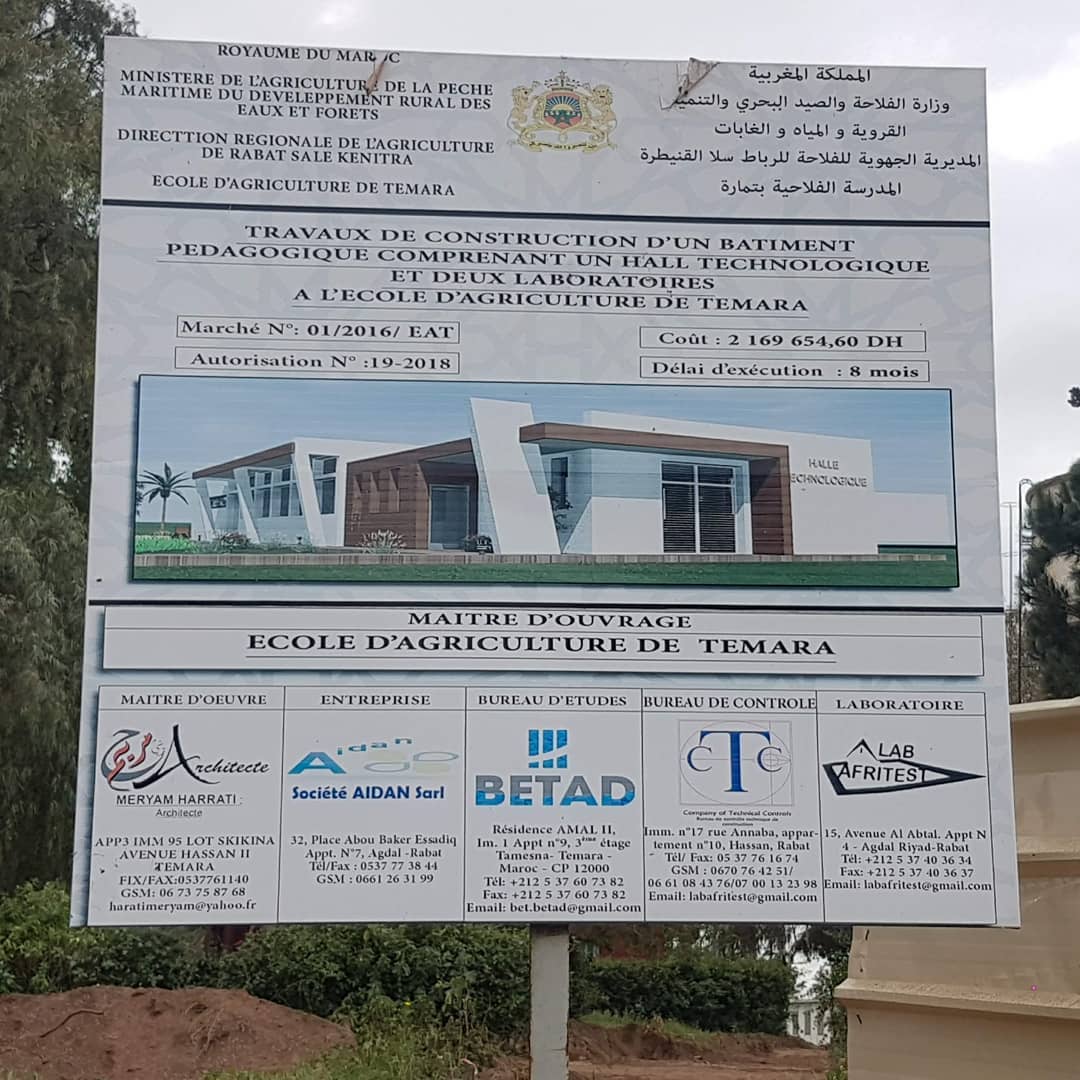 ROYAUME DU MAROC
MINISTERE DE L'AGRICULTURE DE LA PECHE
MARITIME DU DEVELEPPEMENT RURAL DES
EAUX ET FORETS
DIRECTTION REGIONALE DE L'AGRICULTURE
DE RABAT SALE KENITRA
ECOLE D'AGRICULTURE DE TEMARA
المملكة المغربية
وزارة الفلاحة والصيد البحري والتنمية
القروية و المياه و الغابات
المديرية الجهوية للفلاحة للرباط سلا القنيطرة
المدرسة الفلاحية بتمارة
TRAVAUX DE CONSTRUCTION D'UN BATIMENT
PEDAGOGIQUE COMPRENANT UN HALL TECHNOLOGIQUE
ET DEUX LABORATOIRES
A L'ECOLE D'AGRICULTURE DE TEMARA
Marché N°: 01/2016/ EAT
Autorisation N° :19-2018
Coût : 2 169 654,60 DH
Délai d'exécution : 8 mois
HALLE
ECHNOLOGIQUE
MAITRE D'OUVRAGE
ECOLE D'AGRICULTURE DE TEMARA
MAITRE D'OEUVRE
Architecte
MERYAM HARRATI :
Architecte
APP3 IMM 95 LOT SKIKINA
AVENUE HASSAN II
TEMARA
FIX/FAX:0537761140
GSM: 06 73 75 87 68
haratimeryam@yahoo.fr
ENTREPRISE
Aidan
Société AIDAN Sarl
32, Place Abou Baker Essadiq
Appt. N°7, Agdal -Rabat
Tél/Fax : 0537 77 38 44
GSM : 0661 26 31 99
BUREAU D'ETUDES
BETAD
Résidence AMAL II,
Im. 1 Appt n°9, 3ème étage
Tamesna- Temara -
Maroc - CP 12000
Tél: +212 5 37 60 73 82
Fax: +212 5 37 60 73 82
Email: bet.betad@gmail.com
BUREAU DE CONTROLE
CTC
Company of Technical Controls
Bureau de contrôle technique de
construction
Imm. n°17 rue Annaba, appar-
tement n°10, Hassan, Rabat
Tél/ Fax: 05 37 76 16 74
GSM : 0670 76 42 51/
06 61 08 43 76/07 00 13 23 98
Email: labafritest@gmail.com
LABORATOIRE
LAB
AFRITEST
15, Avenue Al Abtal. Appt N
4 - Agdal Riyad-Rabat
Tél: +212 5 37 40 36 34
Fax: +212 5 37 40 36 37
Email: labafritest@gmail.com